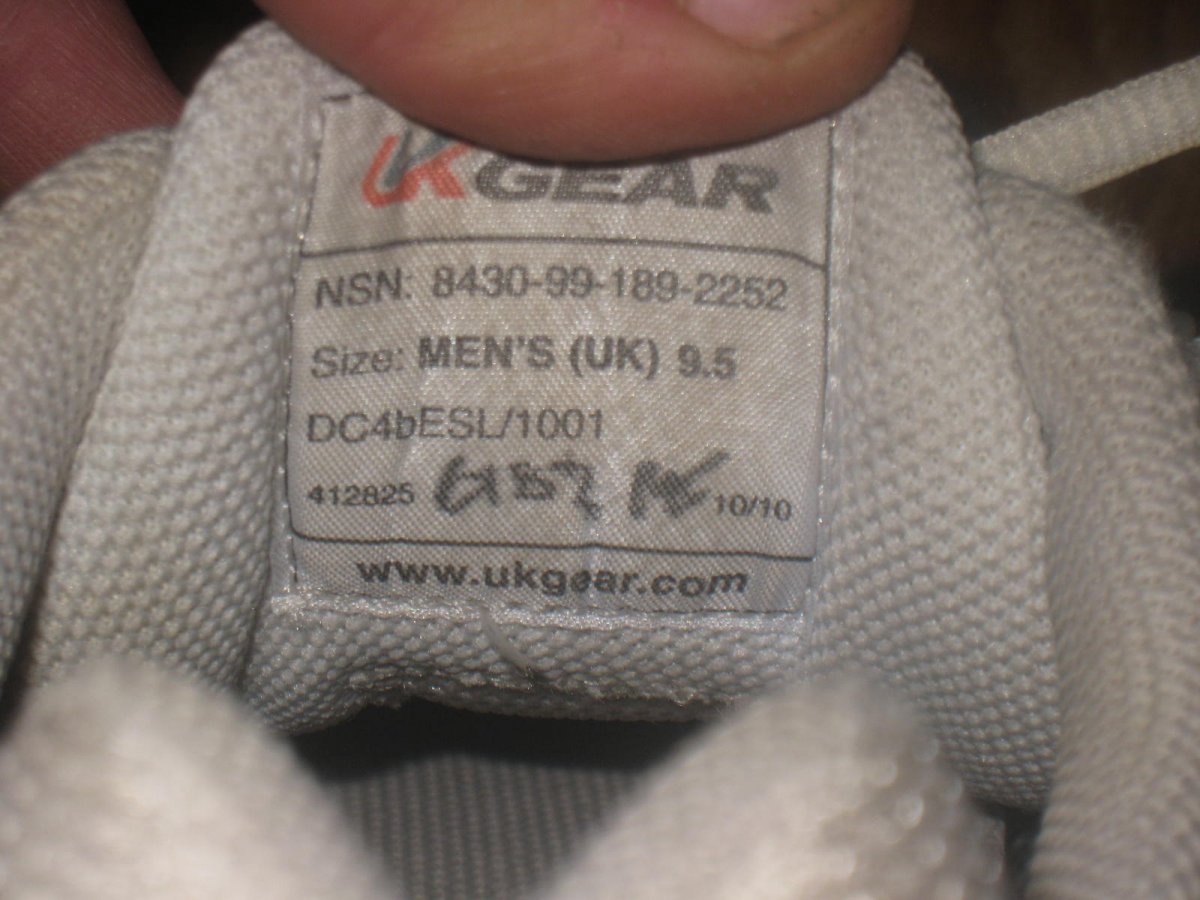 UKGEAR
NSN: 8430-99-189-2252
Size: MEN'S (UK) 9.5
DC4bESL/1001
412825 10/10
www.ukgear.com